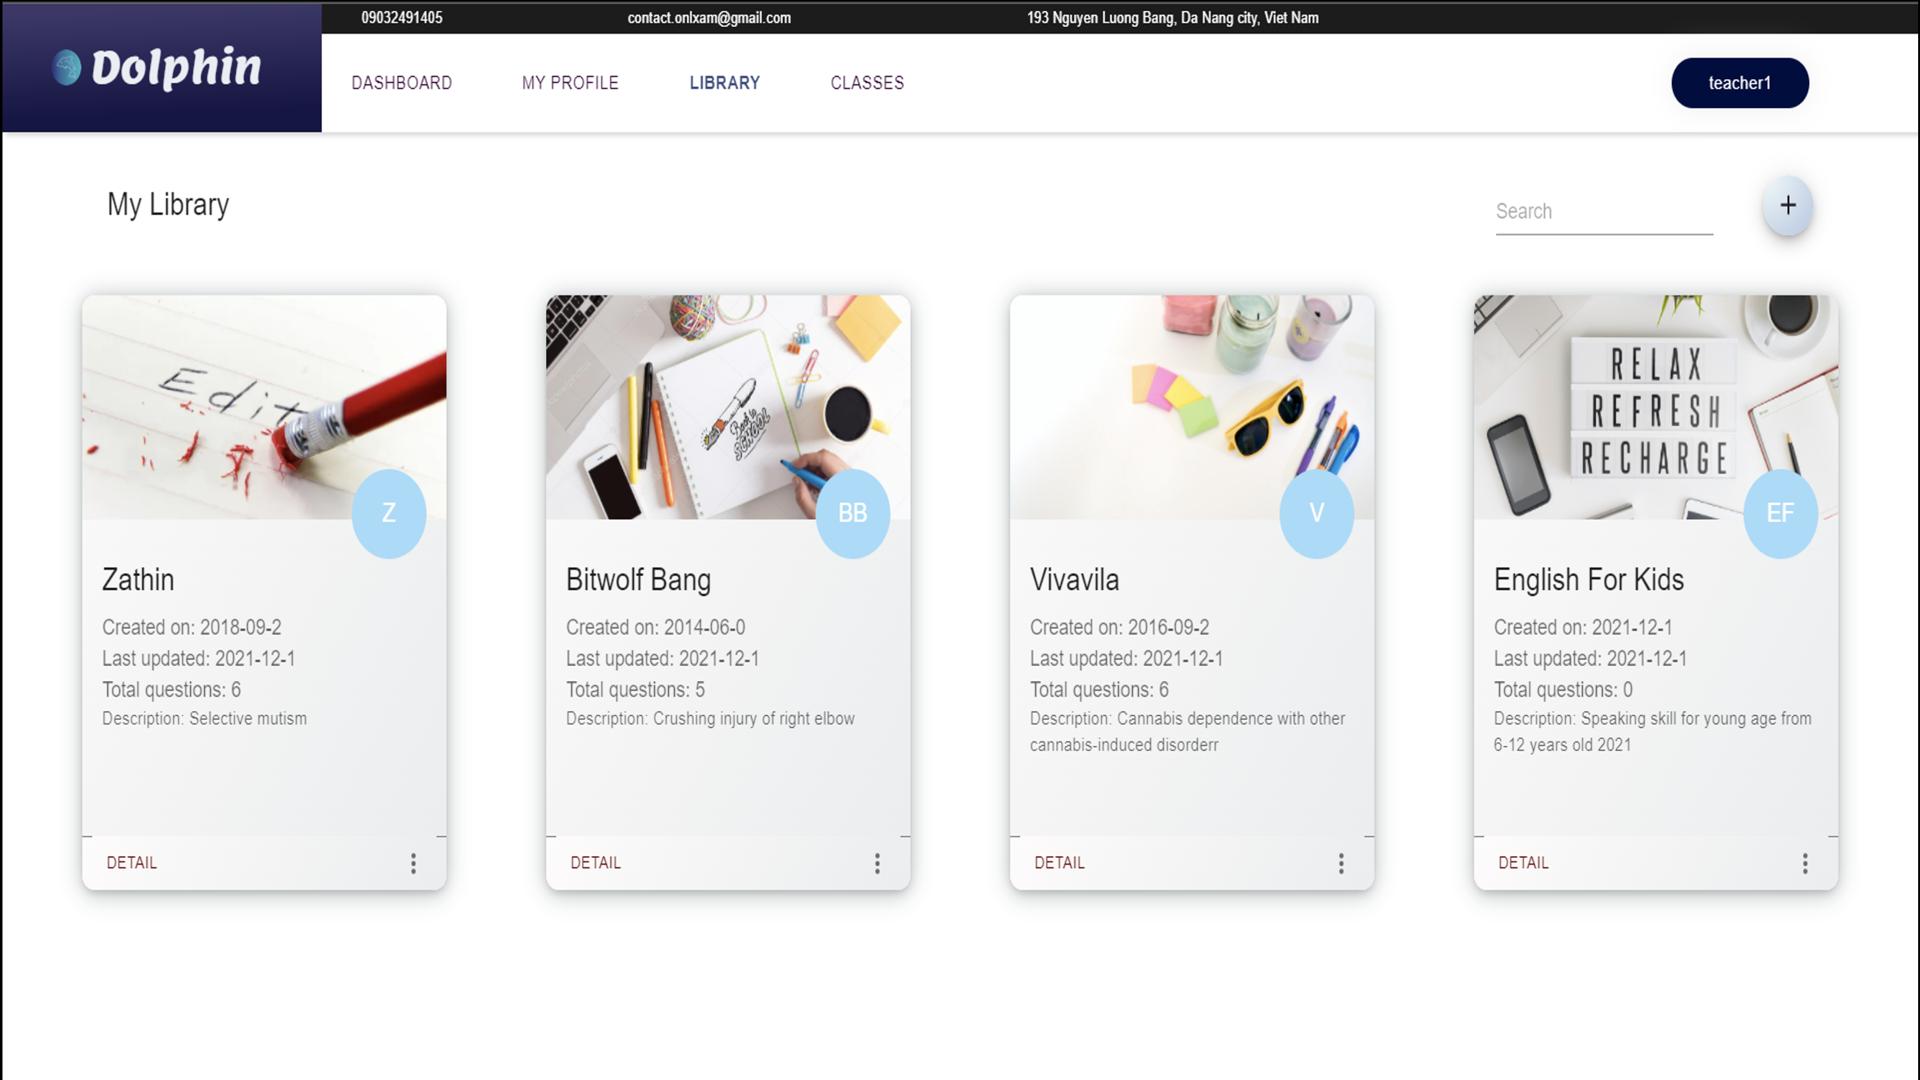 09032491405 contact.onlxam@gmail.com 193 Nguyen Luong Bang, Da Nang city, Viet Nam
Dolphin
DASHBOARD MY PROFILE LIBRARY CLASSES teacher1
My Library Search +
Edit
Back to
SCHOOL
RELAX
REFRESH
RECHARGE
Z BB V EF
Zathin
Created on: 2018-09-2
Last updated: 2021-12-1
Total questions: 6
Description: Selective mutism
DETAIL
Bitwolf Bang
Created on: 2014-06-0
Last updated: 2021-12-1
Total questions: 5
Description: Crushing injury of right elbow
DETAIL
Vivavila
Created on: 2016-09-2
Last updated: 2021-12-1
Total questions: 6
Description: Cannabis dependence with other
cannabis-induced disorderr
DETAIL
English For Kids
Created on: 2021-12-1
Last updated: 2021-12-1
Total questions: 0
Description: Speaking skill for young age from
6-12 years old 2021
DETAIL